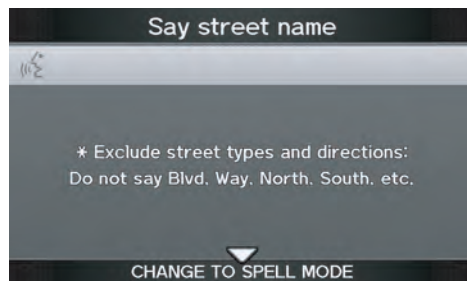 Say street name
* Exclude street types and directions:
Do not say Blvd, Way, North, South, etc.
CHANGE TO SPELL MODE